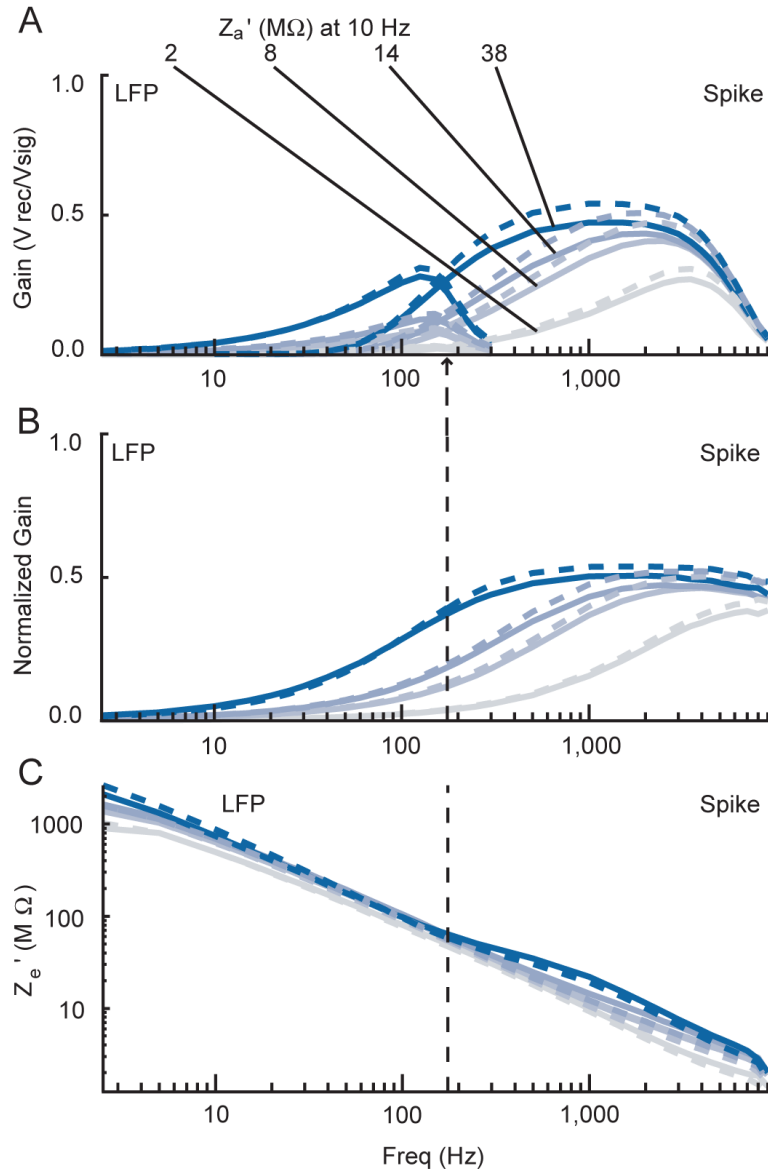 A
Zₐ' (MΩ) at 10 Hz
2 8 14 38
LFP Spike
1.0
0.5
0.0
Gain (V rec/Vsig)
10 100 1,000
B
LFP Spike
1.0
0.5
0.0
Normalized Gain
10 100 1,000
C
LFP Spike
1000
100
10
Zₑ' (M Ω)
10 100 1,000
Freq (Hz)